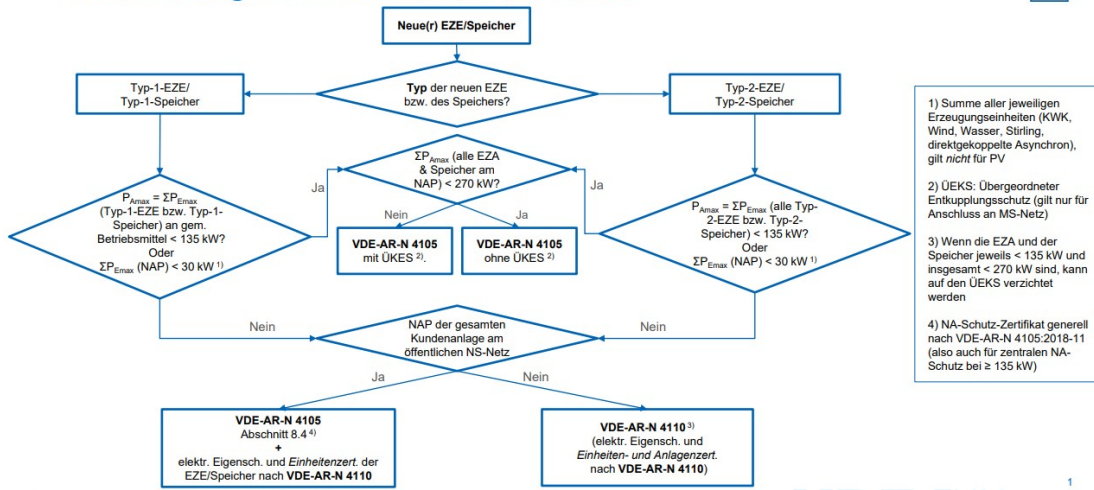 Neue(r) EZE/Speicher
Typ-1-EZE/
Typ-1-Speicher
Typ der neuen EZE
bzw. des Speichers?
Typ-2-EZE/
Typ-2-Speicher
ΣP_Amax (alle EZA
& Speicher am
NAP) < 270 kW?
Ja
Ja
Nein
Ja
P_Amax = ΣP_Emax
(Typ-1-EZE bzw. Typ-1-
Speicher) an gem.
Betriebsmittel < 135 kW?
Oder
ΣP_Emax (NAP) < 30 kW 1)
VDE-AR-N 4105
mit ÜKES 2).
VDE-AR-N 4105
ohne ÜKES 2)
P_Amax = ΣP_Emax (alle Typ-
2-EZE bzw. Typ-2-
Speicher) < 135 kW?
Oder
ΣP_Emax (NAP) < 30 kW 1)
Nein
Nein
NAP der gesamten
Kundenanlage am
öffentlichen NS-Netz
Ja
Nein
VDE-AR-N 4105
Abschnitt 8.4 4)
+
elektr. Eigensch. und Einheitenzert. der
EZE/Speicher nach VDE-AR-N 4110
VDE-AR-N 4110 3)
(elektr. Eigensch. und
Einheiten- und Anlagenzert.
nach VDE-AR-N 4110)
1) Summe aller jeweiligen
Erzeugungseinheiten (KWK,
Wind, Wasser, Stirling,
direktgekoppelte Asynchron),
gilt nicht für PV
2) ÜEKS: Übergeordneter
Entkupplungsschutz (gilt nur für
Anschluss an MS-Netz)
3) Wenn die EZA und der
Speicher jeweils < 135 kW und
insgesamt < 270 kW sind, kann
auf den ÜEKS verzichtet
werden
4) NA-Schutz-Zertifikat generell
nach VDE-AR-N 4105:2018-11
(also auch für zentralen NA-
Schutz bei ≥ 135 kW)
1